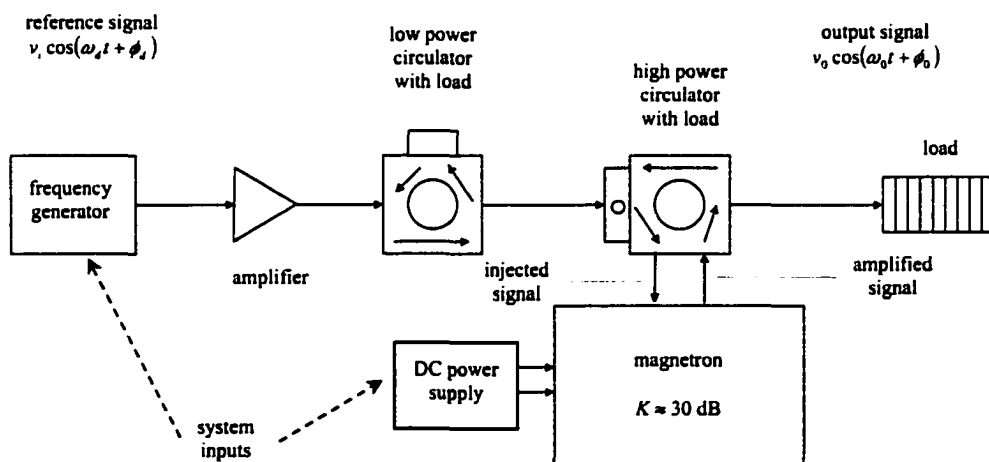 reference signal
v_i cos(ω_d t + ϕ_d)
low power
circulator
with load
high power
circulator
with load
output signal
v_0 cos(ω_0 t + ϕ_0)
load
frequency
generator
amplifier
injected
signal
amplified
signal
DC power
supply
magnetron
K ≈ 30 dB
system
inputs